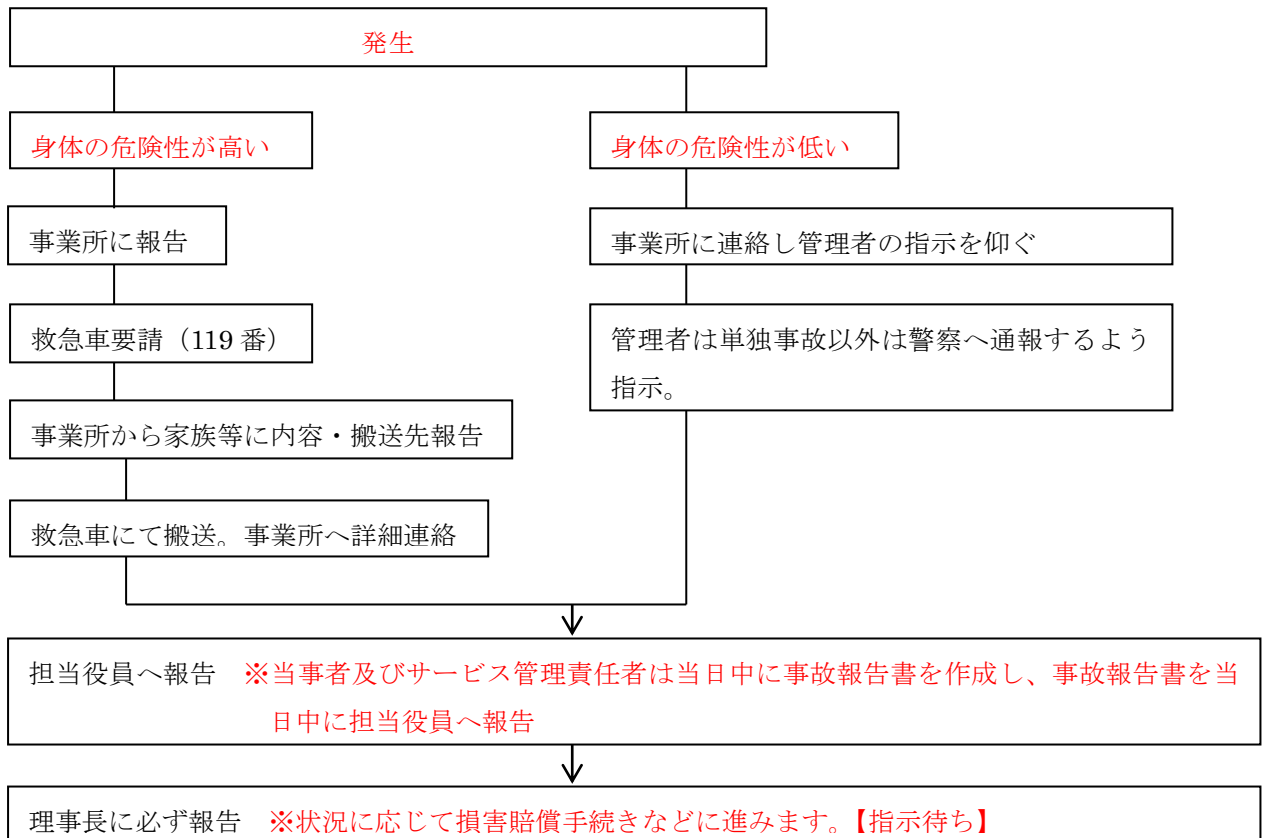 発生
身体の危険性が高い
身体の危険性が低い
事業所に報告
事業所に連絡し管理者の指示を仰ぐ
救急車要請（119 番）
管理者は単独事故以外は警察へ通報するよう
指示。
事業所から家族等に内容・搬送先報告
救急車にて搬送。事業所へ詳細連絡
担当役員へ報告　※当事者及びサービス管理責任者は当日中に事故報告書を作成し、事故報告書を当
日中に担当役員へ報告
理事長に必ず報告　※状況に応じて損害賠償手続きなどに進みます。【指示待ち】